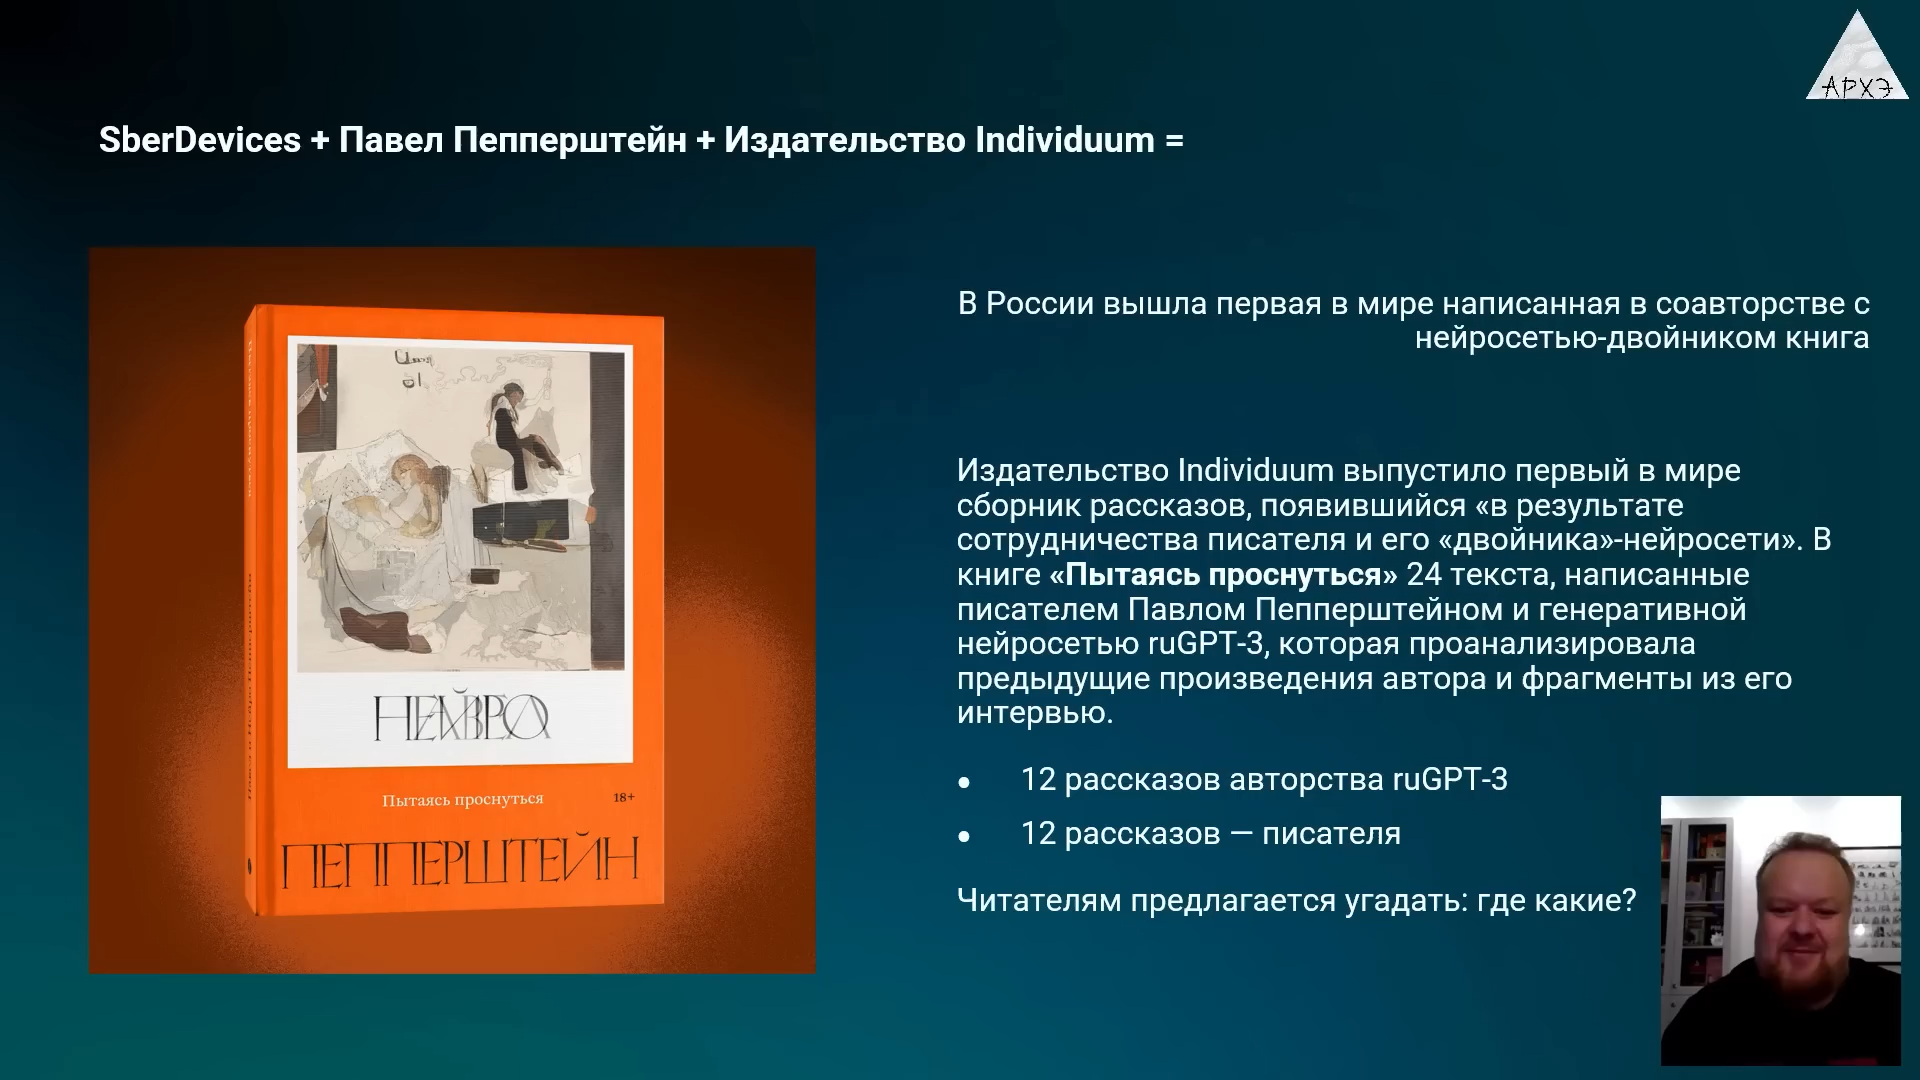 АРХЭ
SberDevices + Павел Пепперштейн + Издательство Individuum =
В России вышла первая в мире написанная в соавторстве с
нейросетью-двойником книга
Издательство Individuum выпустило первый в мире
сборник рассказов, появившийся «в результате
сотрудничества писателя и его «двойника»-нейросети». В
книге «Пытаясь проснуться» 24 текста, написанные
писателем Павлом Пепперштейном и генеративной
нейросетью ruGPT-3, которая проанализировала
предыдущие произведения автора и фрагменты из его
интервью.
• 12 рассказов авторства ruGPT-3
• 12 рассказов — писателя
Читателям предлагается угадать: где какие?
Пытаясь проснуться 18+
ПЕППЕРШТЕЙН